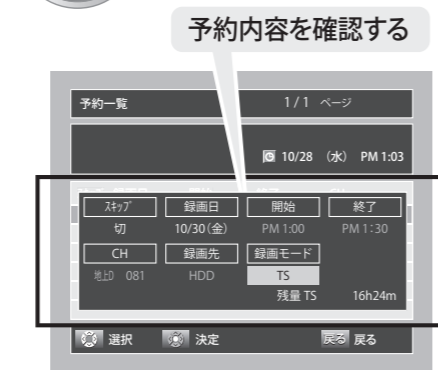 予約内容を確認する
予約一覧 1/1 ページ
10/28 (水) PM 1:03
ｽｷｯﾌﾟ 録画日 開始 終了
切 10/30(金) PM 1:00 PM 1:30
CH 録画先 録画モード
地上D 081 HDD TS
残量 TS 16h24m
選択 決定 戻る 戻る